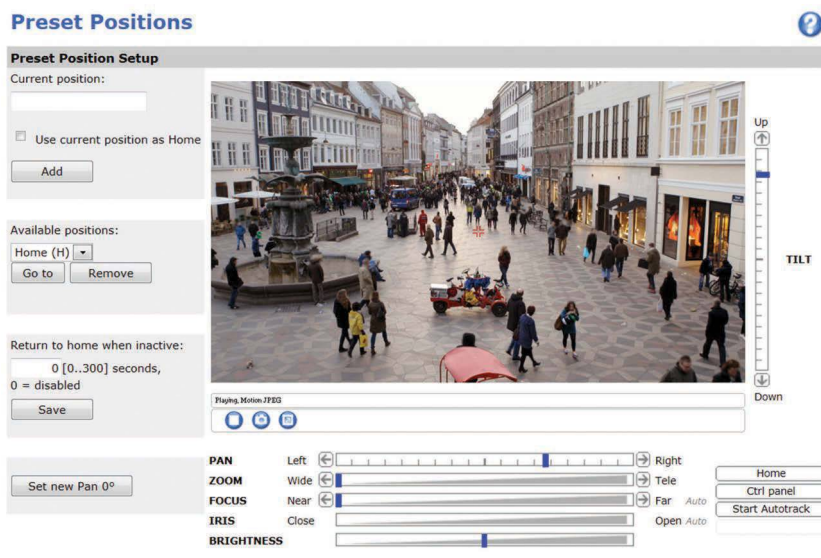 Preset Positions
?
Preset Position Setup
Current position:
Use current position as Home
Add
Available positions:
Home (H)
Go to Remove
Return to home when inactive:
0 [0..300] seconds,
0 = disabled
Save
Set new Pan 0°
Up
TILT
Down
Playing, Motion JPEG
PAN Left Right
ZOOM Wide Tele
FOCUS Near Far Auto
IRIS Close Open Auto
BRIGHTNESS
Home
Ctrl panel
Start Autotrack